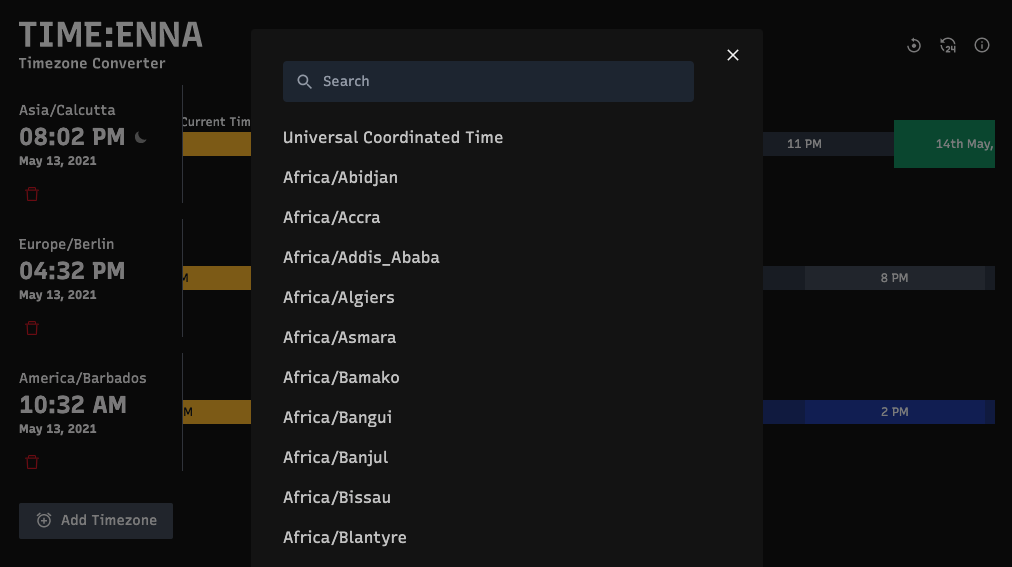 TIME:ENNA
Timezone Converter
24
Asia/Calcutta
08:02 PM
May 13, 2021
Current Tim
11 PM
14th May,
Europe/Berlin
04:32 PM
May 13, 2021
M
8 PM
America/Barbados
10:32 AM
May 13, 2021
M
2 PM
Add Timezone
Search
Universal Coordinated Time
Africa/Abidjan
Africa/Accra
Africa/Addis_Ababa
Africa/Algiers
Africa/Asmara
Africa/Bamako
Africa/Bangui
Africa/Banjul
Africa/Bissau
Africa/Blantyre